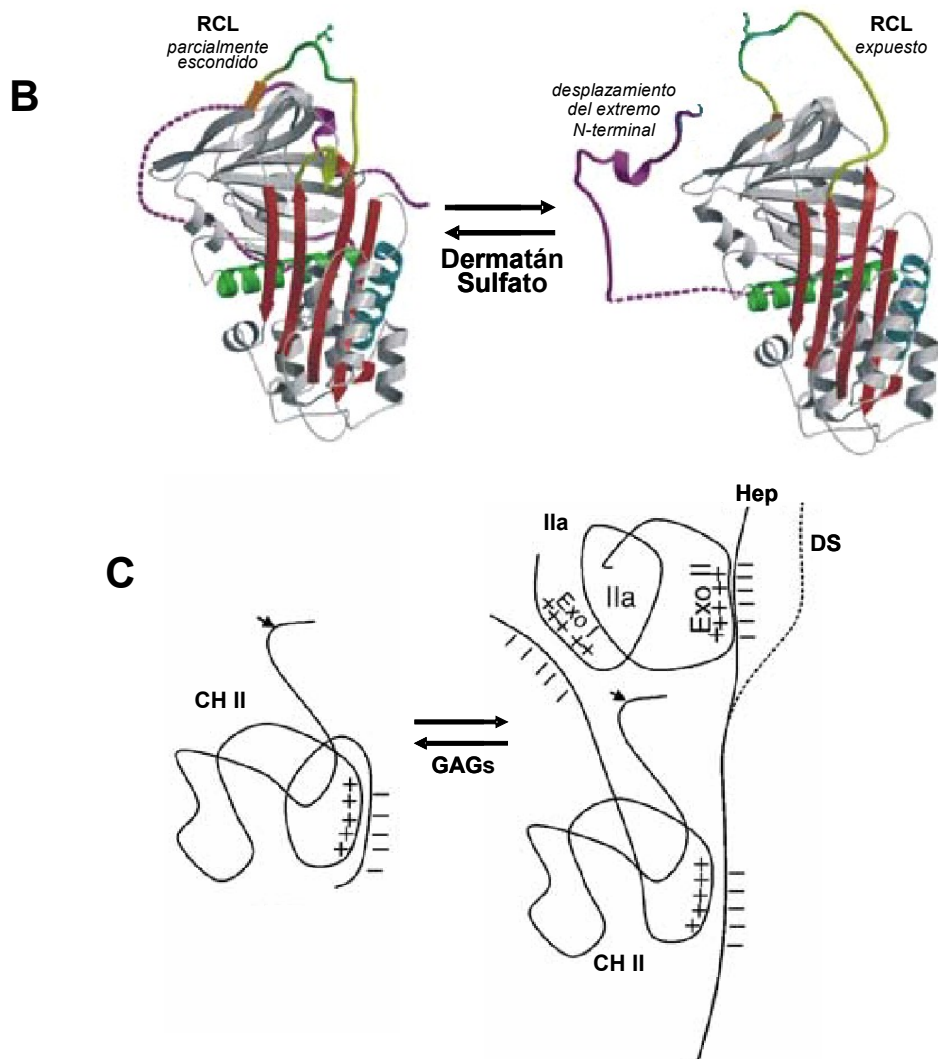 B
RCL
parcialmente
escondido
desplazamiento
del extremo
N-terminal
RCL
expuesto
Dermatán
Sulfato
C
CH II
GAGs
IIa
IIa
Exo I
+++++
Exo II
+++++
Hep
DS
CH II
+++++